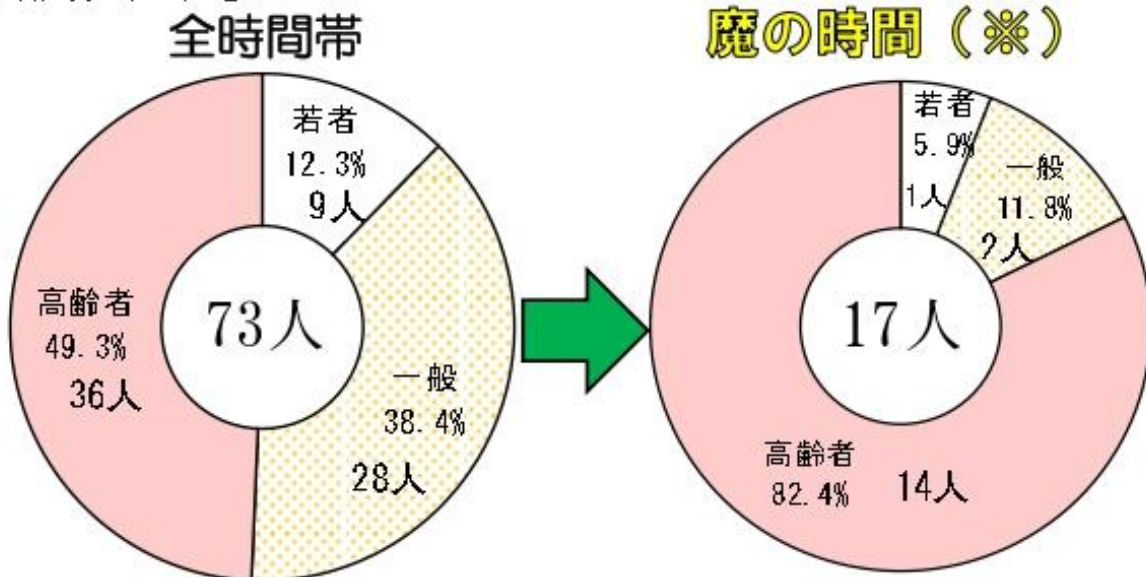 全時間帯
若者
12.3%
9人
高齢者
49.3%
36人
73人
一般
38.4%
28人
魔の時間（※）
若者
5.9%
1人
一般
11.8%
2人
17人
高齢者
82.4%
14人